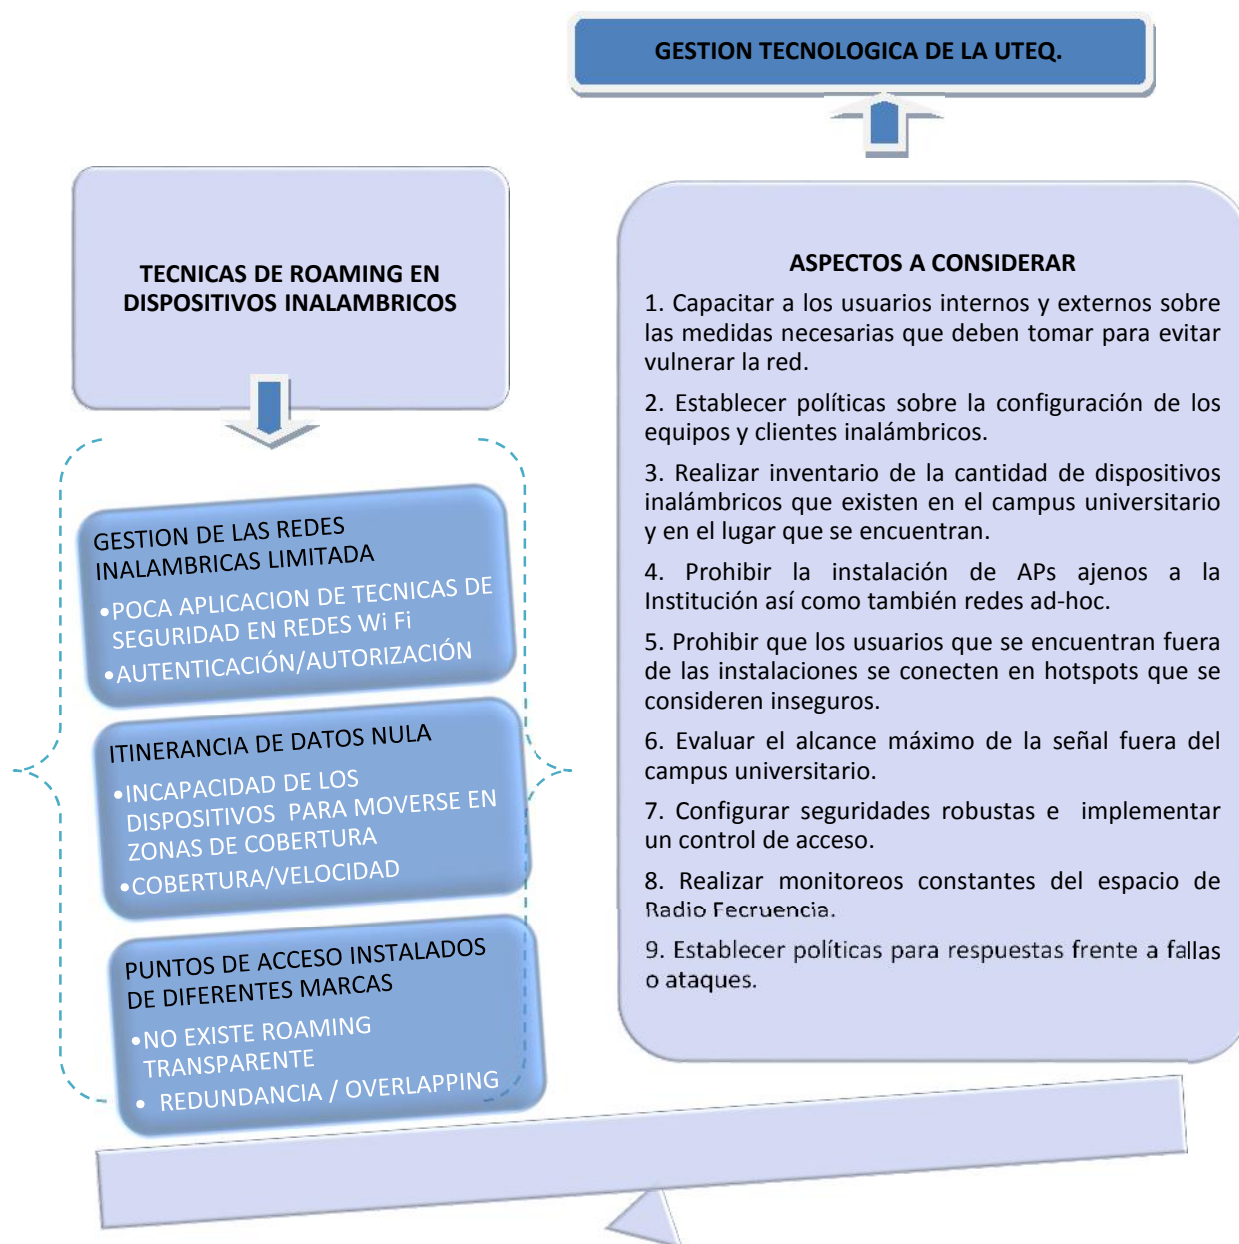 GESTION TECNOLOGICA DE LA UTEQ.
TECNICAS DE ROAMING EN
DISPOSITIVOS INALAMBRICOS
GESTION DE LAS REDES
INALAMBRICAS LIMITADA
•POCA APLICACION DE TECNICAS DE
SEGURIDAD EN REDES Wi Fi
•AUTENTICACIÓN/AUTORIZACIÓN
ITINERANCIA DE DATOS NULA
•INCAPACIDAD DE LOS
DISPOSITIVOS PARA MOVERSE EN
ZONAS DE COBERTURA
•COBERTURA/VELOCIDAD
PUNTOS DE ACCESO INSTALADOS
DE DIFERENTES MARCAS
•NO EXISTE ROAMING
TRANSPARENTE
• REDUNDANCIA / OVERLAPPING
ASPECTOS A CONSIDERAR
1. Capacitar a los usuarios internos y externos sobre
las medidas necesarias que deben tomar para evitar
vulnerar la red.
2. Establecer políticas sobre la configuración de los
equipos y clientes inalámbricos.
3. Realizar inventario de la cantidad de dispositivos
inalámbricos que existen en el campus universitario
y en el lugar que se encuentran.
4. Prohibir la instalación de APs ajenos a la
Institución así como también redes ad-hoc.
5. Prohibir que los usuarios que se encuentran fuera
de las instalaciones se conecten en hotspots que se
consideren inseguros.
6. Evaluar el alcance máximo de la señal fuera del
campus universitario.
7. Configurar seguridades robustas e implementar
un control de acceso.
8. Realizar monitoreos constantes del espacio de
Radio Fecruencia.
9. Establecer políticas para respuestas frente a fallas
o ataques.